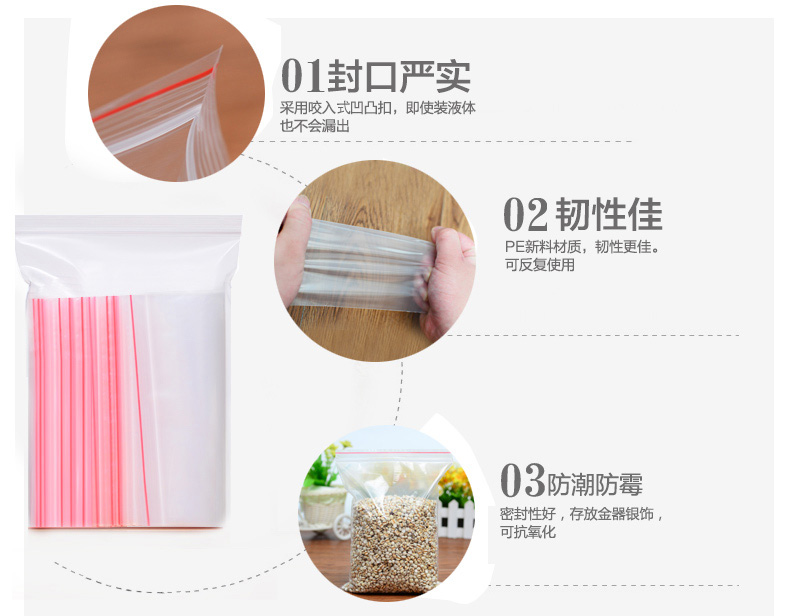 01封口严实
采用咬入式凹凸扣，即使装液体
也不会漏出
02 韧性佳
PE新料材质，韧性更佳。
可反复使用
03防潮防霉
密封性好，存放金器银饰，
可抗氧化